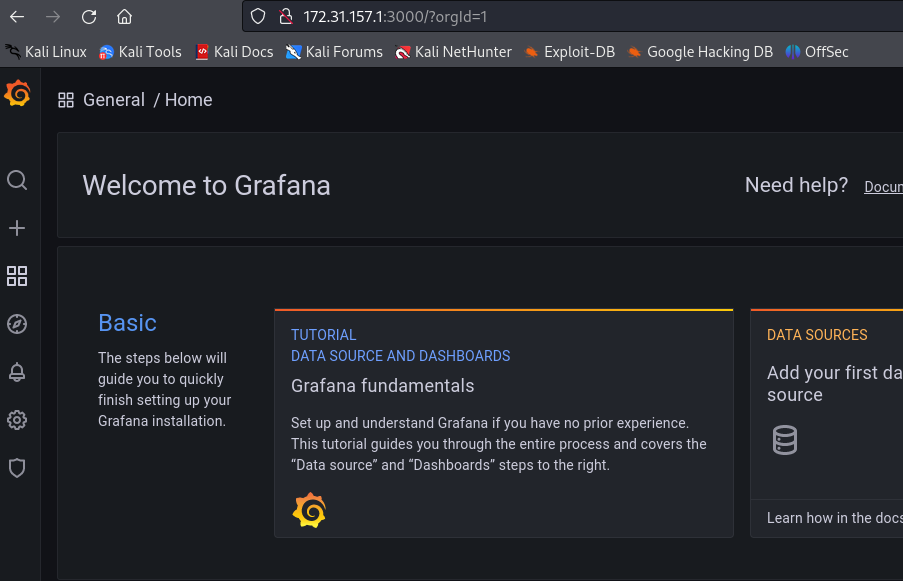 172.31.157.1:3000/?orgId=1
Kali Linux Kali Tools Kali Docs Kali Forums Kali NetHunter Exploit-DB Google Hacking DB OffSec
General / Home
Welcome to Grafana
Need help?
Basic
The steps below will
guide you to quickly
finish setting up your
Grafana installation.
TUTORIAL
DATA SOURCE AND DASHBOARDS
Grafana fundamentals
Set up and understand Grafana if you have no prior experience.
This tutorial guides you through the entire process and covers the
“Data source” and “Dashboards” steps to the right.
DATA SOURCES
Add your first da
source
Learn how in the docs